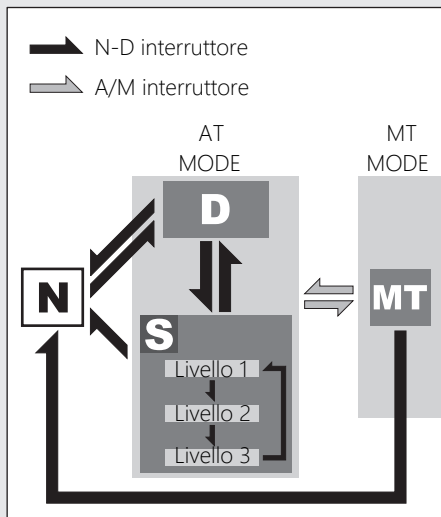 N-D interruttore
A/M interruttore
AT
MODE
MT
MODE
D
N
MT
S
Livello 1
Livello 2
Livello 3